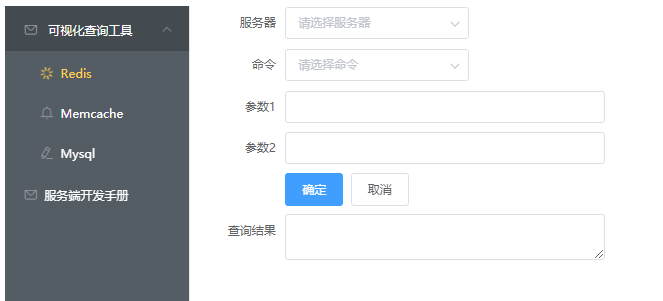 可视化查询工具
Redis
Memcache
Mysql
服务端开发手册
服务器 请选择服务器
命令 请选择命令
参数1
参数2
确定 取消
查询结果